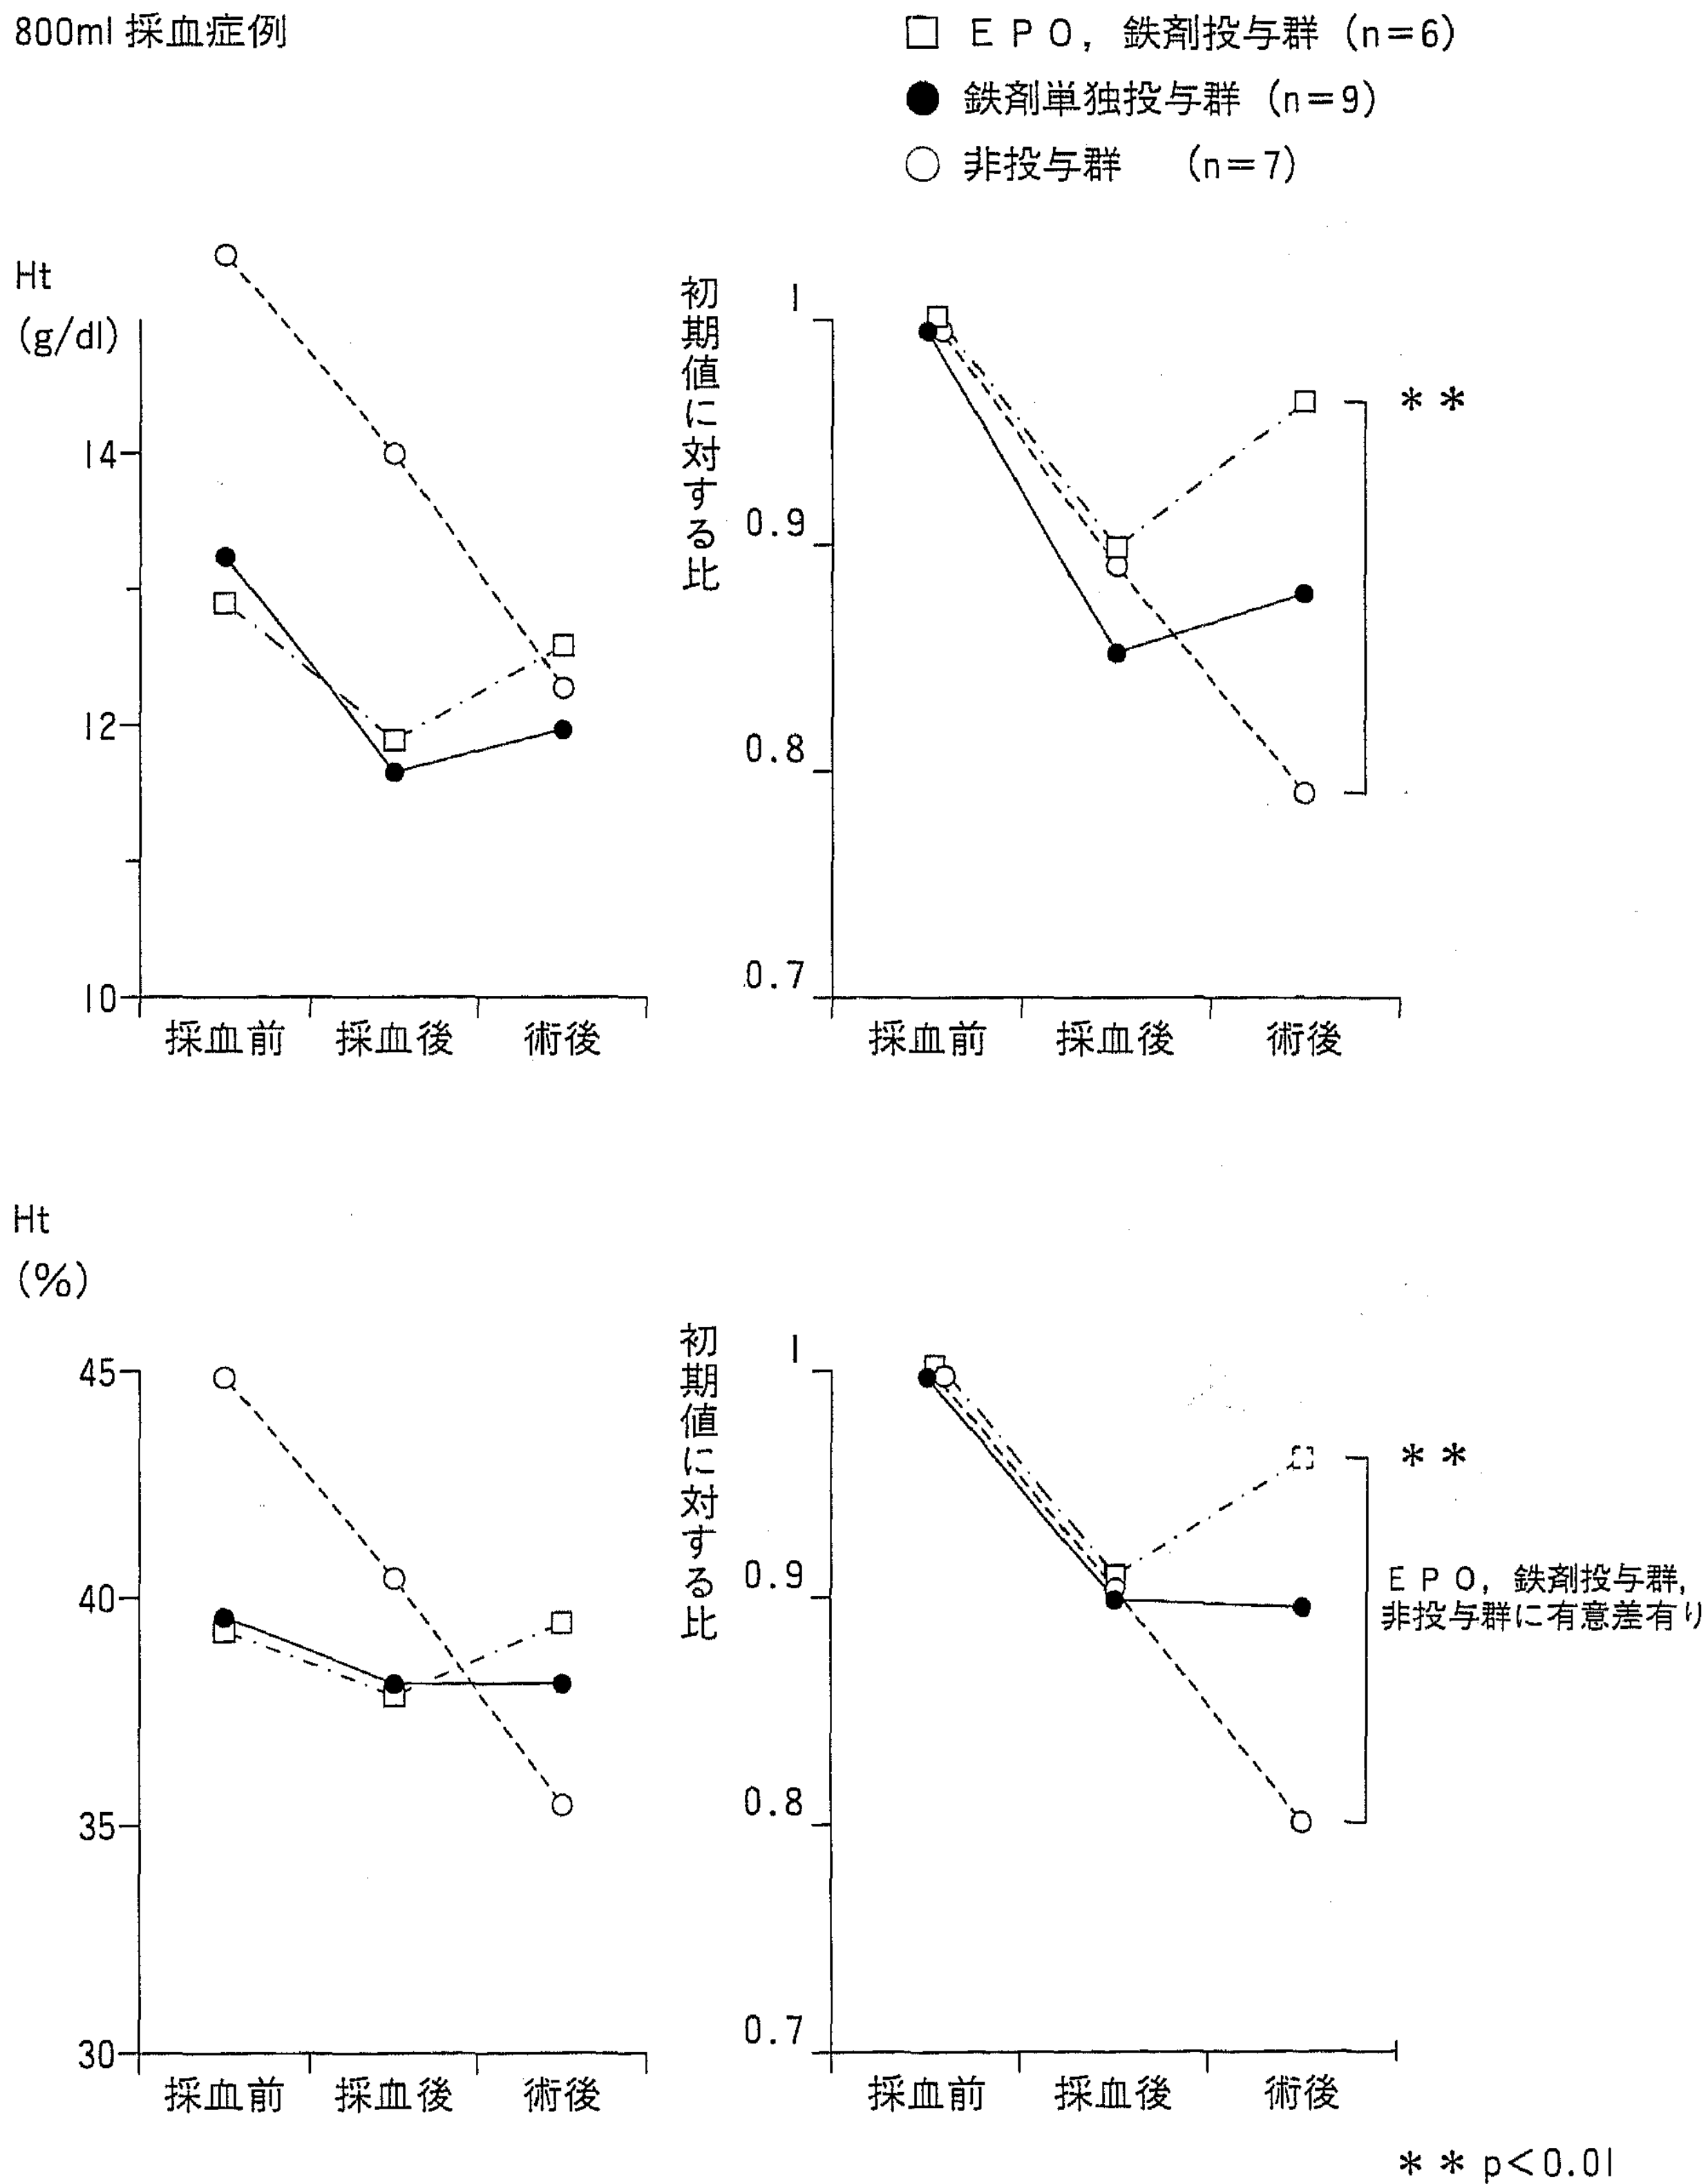 800ml 採血症例
□ EPO, 鉄剤投与群 (n=6)
● 鉄剤単独投与群 (n=9)
○ 非投与群 (n=7)
Ht
(g/dl)
14
12
10
採血前 採血後 術後
初期値に対する比
1
0.9
0.8
0.7
**
採血前 採血後 術後
Ht
(%)
45
40
35
30
採血前 採血後 術後
初期値に対する比
1
0.9
0.8
0.7
**
EPO, 鉄剤投与群,
非投与群に有意差有り
採血前 採血後 術後
** p<0.01